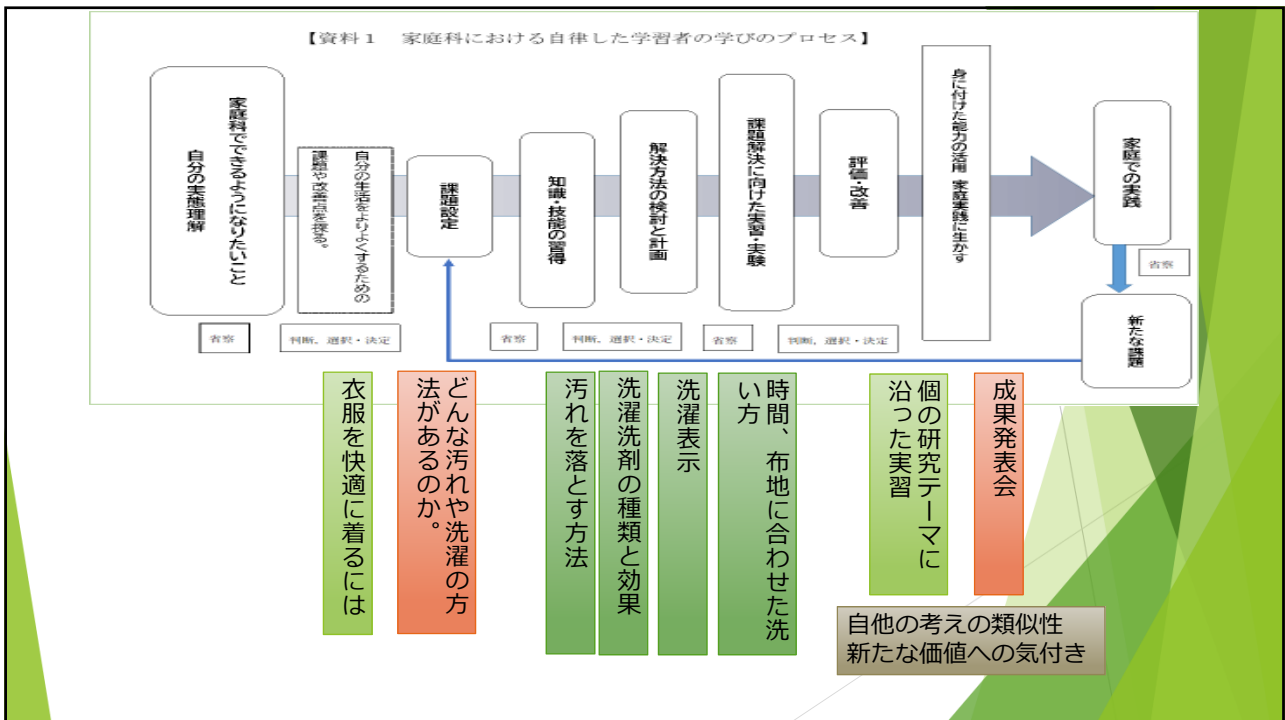 【資料１　家庭科における自律した学習者の学びのプロセス】
家庭科でできるようになりたいこと
自分の実態理解
自分の生活をよりよくするための
課題や改善点を探る。
課題設定
知識・技能の習得
解決方法の検討と計画
課題解決に向けた実習・実験
評価・改善
身に付けた能力の活用　家庭実践に生かす
家庭での実践
省察
新たな課題
省察
判断，選択・決定
省察
判断，選択・決定
省察
判断，選択・決定
衣服を快適に着るには
どんな汚れや洗濯の方
法があるのか。
汚れを落とす方法
洗濯洗剤の種類と効果
洗濯表示
時間、布地に合わせた洗
い方
個の研究テーマに
沿った実習
成果発表会
自他の考えの類似性
新たな価値への気付き